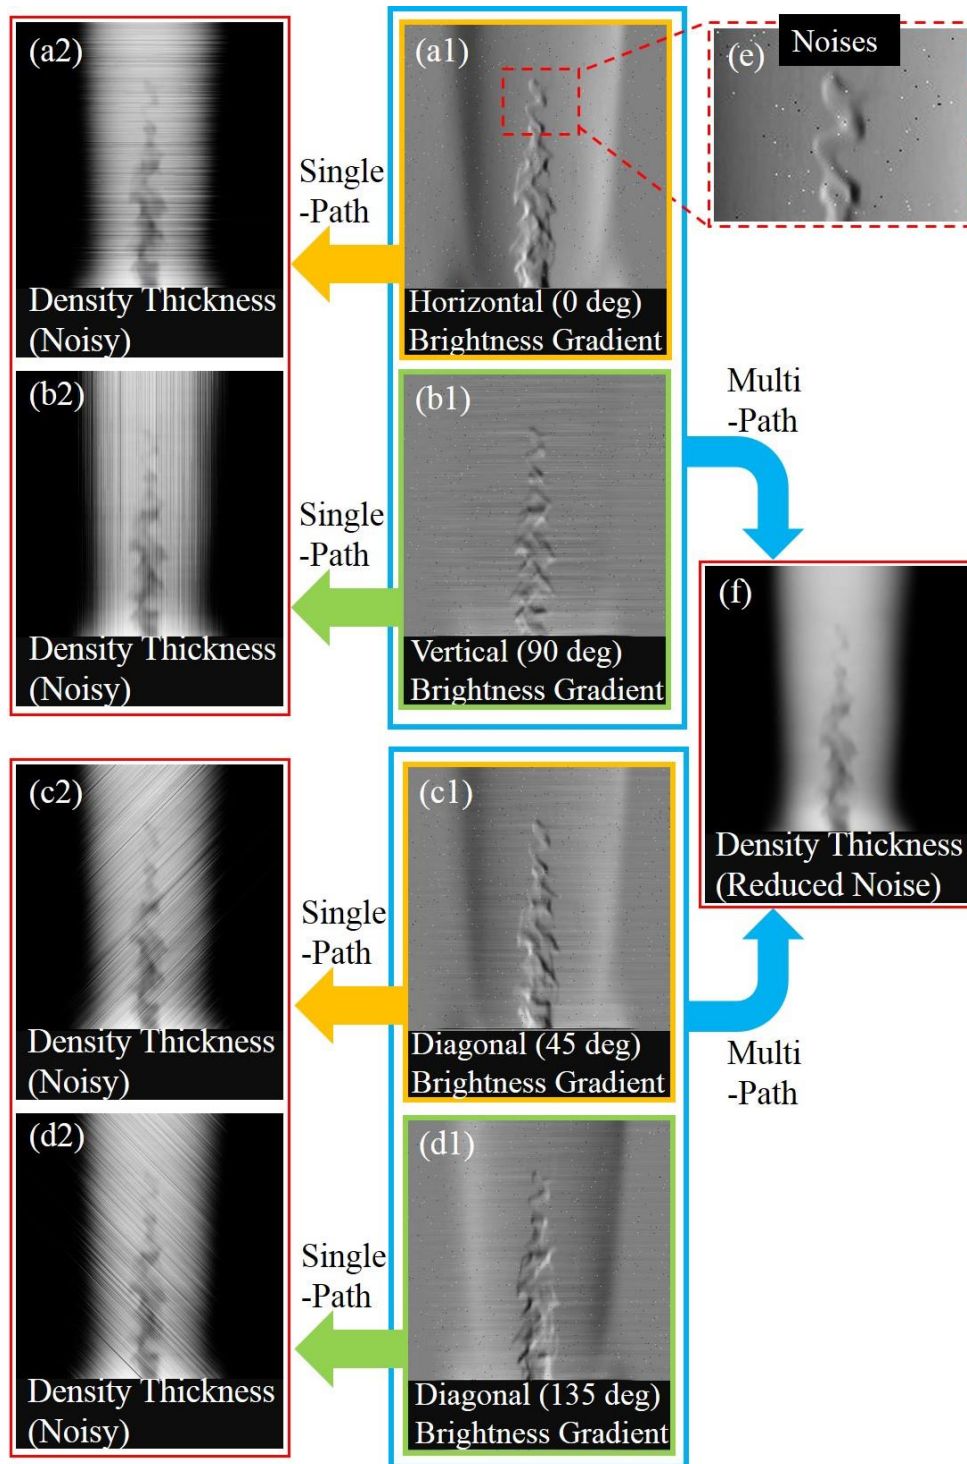 (a2)
Density Thickness
(Noisy)
Single
-Path
(a1)
Horizontal (0 deg)
Brightness Gradient
Noises
(e)
(b2)
Density Thickness
(Noisy)
Single
-Path
(b1)
Vertical (90 deg)
Brightness Gradient
Multi
-Path
(f)
Density Thickness
(Reduced Noise)
(c2)
Density Thickness
(Noisy)
Single
-Path
(c1)
Diagonal (45 deg)
Brightness Gradient
Multi
-Path
(d2)
Density Thickness
(Noisy)
Single
-Path
(d1)
Diagonal (135 deg)
Brightness Gradient